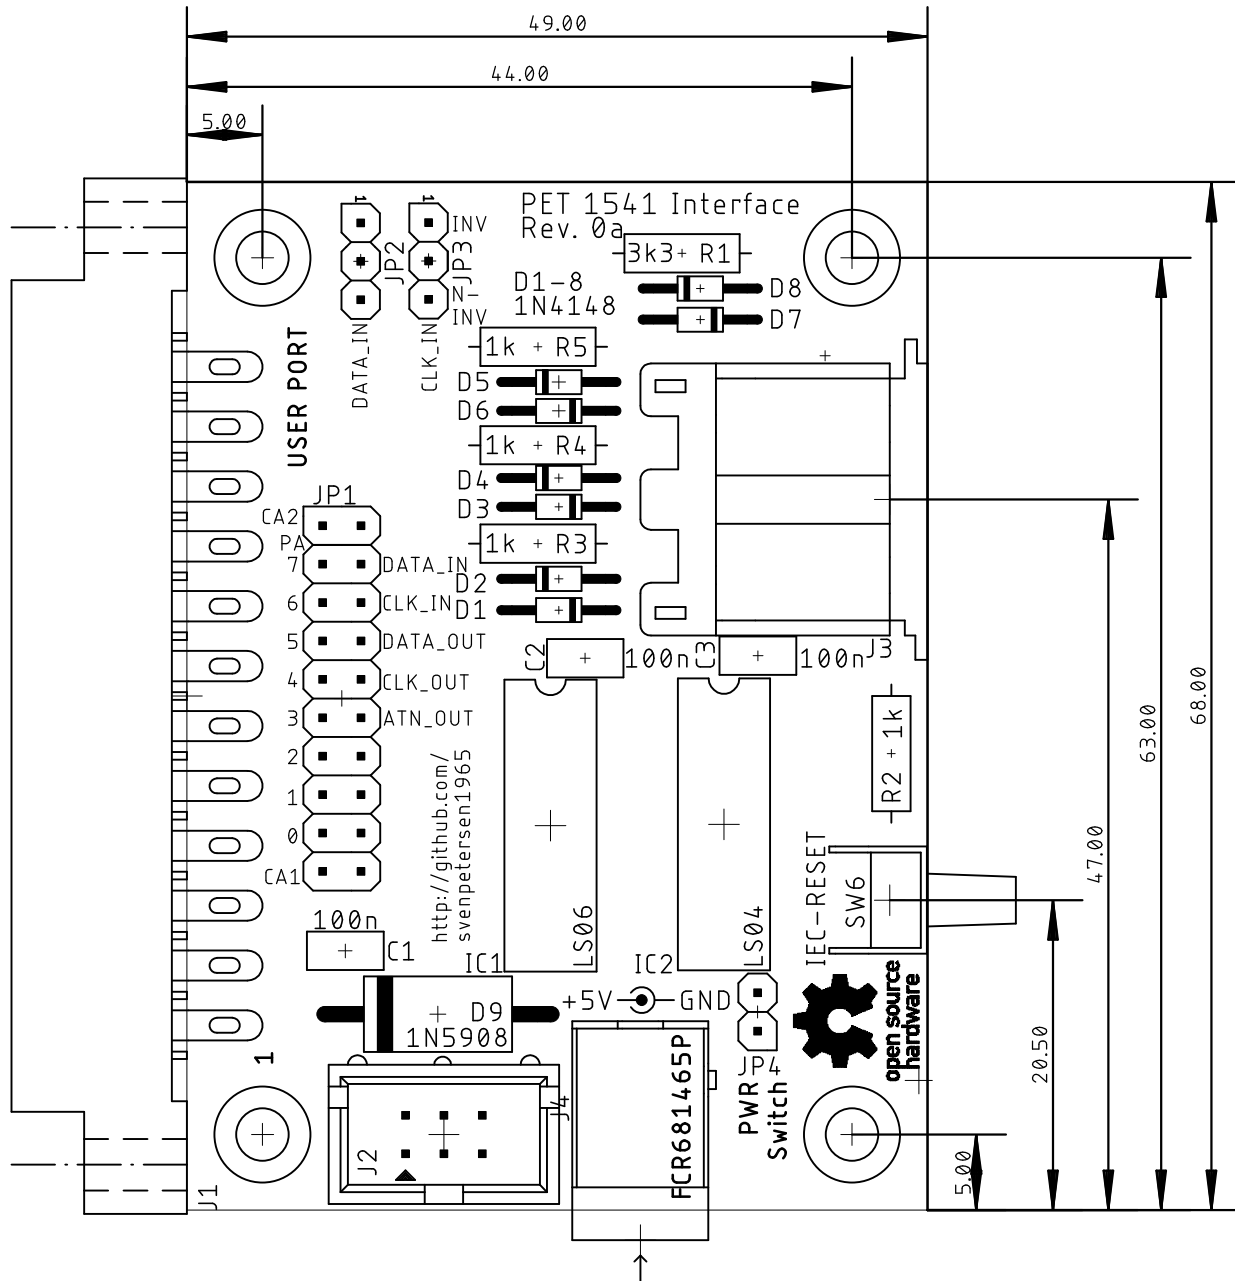 49.00
44.00
5.00
PET 1541 Interface
Rev. 0a
1
1
INV
JP2
JP3
N-
INV
DATA_IN
CLK_IN
3k3
R1
D1-8
1N4148
D8
D7
USER PORT
1k
R5
D5
D6
1k
R4
D4
D3
1k
R3
D2
D1
JP1
CA2
PA
7
DATA_IN
6
CLK_IN
5
DATA_OUT
4
CLK_OUT
3
ATN_OUT
2
1
0
CA1
C2
100n
C3
100n
J3
R2
1k
68.00
63.00
47.00
20.50
5.00
http://github.com/
svenpetersen1965
LS06
LS04
IEC-RESET
SW6
100n
C1
IC1
IC2
+5V
GND
D9
1N5908
open source
hardware
FCR681465P
JP4
PWR
Switch
1
J4
J2
J1